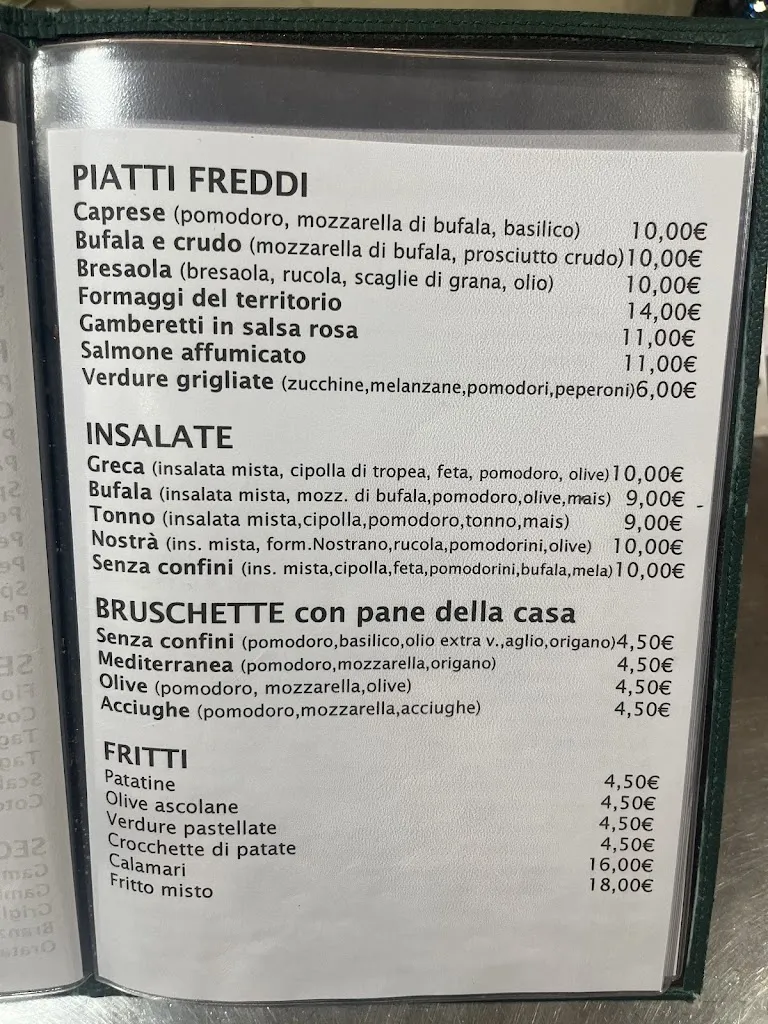 PIATTI FREDDI
Caprese (pomodoro, mozzarella di bufala, basilico) 10,00€
Bufala e crudo (mozzarella di bufala, prosciutto crudo) 10,00€
Bresaola (bresaola, rucola, scaglie di grana, olio) 10,00€
Formaggi del territorio 14,00€
Gamberetti in salsa rosa 11,00€
Salmone affumicato 11,00€
Verdure grigliate (zucchine,melanzane,pomodori,peperoni)6,00€
INSALATE
Greca (insalata mista, cipolla di tropea, feta, pomodoro, olive) 10,00€
Bufala (insalata mista, mozz. di bufala,pomodoro,olive,mais) 9,00€
Tonno (insalata mista,cipolla,pomodoro,tonno,mais) 9,00€
Nostrà (ins. mista, form.Nostrano,rucola,pomodorini,olive) 10,00€
Senza confini (ins. mista,cipolla,feta,pomodorini,bufala,mela) 10,00€
BRUSCHETTE con pane della casa
Senza confini (pomodoro,basilico,olio extra v.,aglio,origano)4,50€
Mediterranea (pomodoro,mozzarella,origano) 4,50€
Olive (pomodoro, mozzarella,olive) 4,50€
Acciughe (pomodoro,mozzarella,acciughe) 4,50€
FRITTI
Patatine 4,50€
Olive ascolane 4,50€
Verdure pastellate 4,50€
Crocchette di patate 4,50€
Calamari 16,00€
Fritto misto 18,00€